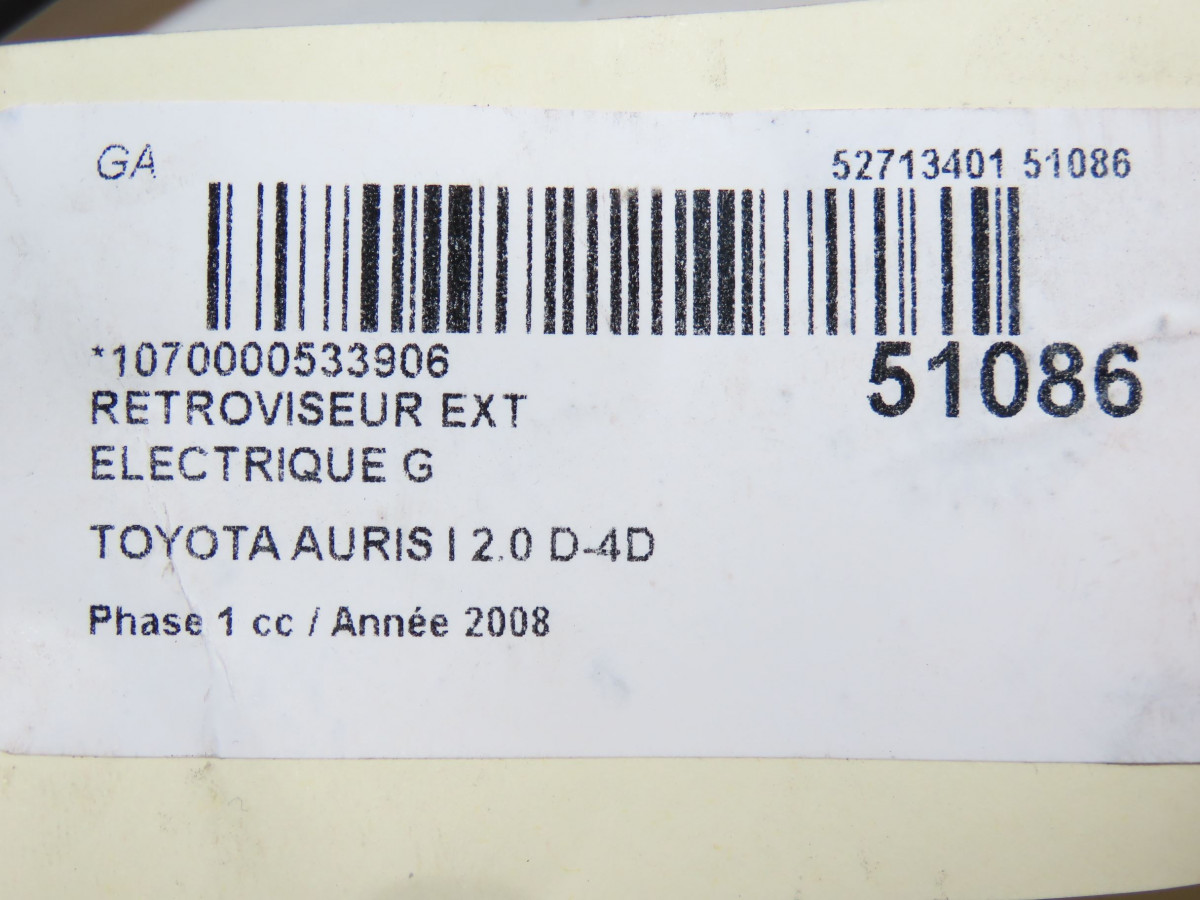 GA
52713401 51086
*1070000533906
51086
RETROVISEUR EXT
ELECTRIQUE G
TOYOTA AURIS I 2.0 D-4D
Phase 1 cc / Année 2008